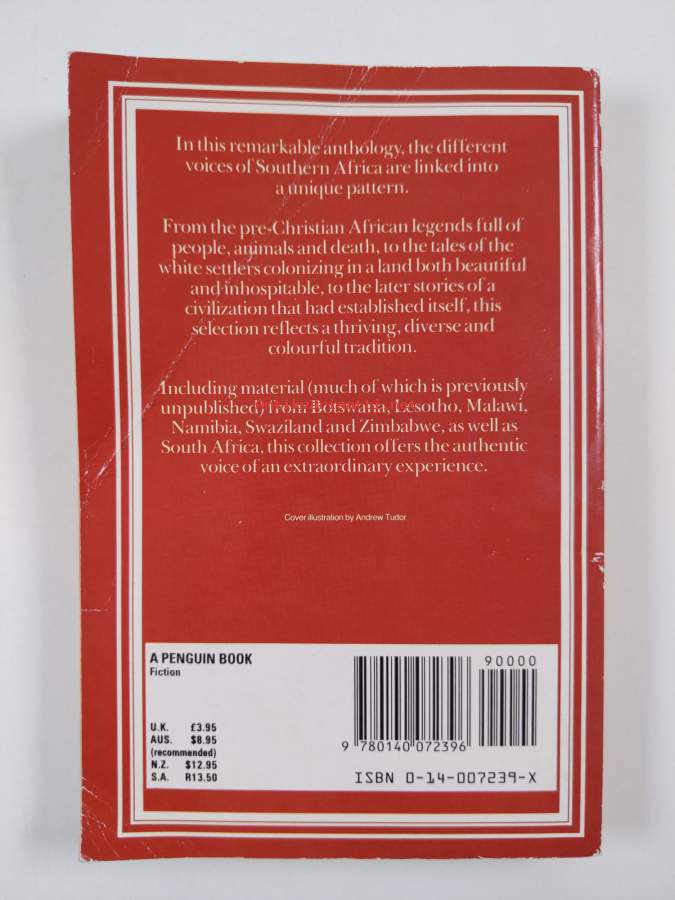 In this remarkable anthology, the different
voices of Southern Africa are linked into
a unique pattern.
From the pre-Christian African legends full of
people, animals and death, to the tales of the
white settlers colonizing in a land both beautiful
and inhospitable, to the later stories of a
civilization that had established itself, this
selection reflects a thriving, diverse and
colourful tradition.
Including material (much of which is previously
unpublished) from Botswana, Lesotho, Malawi,
Namibia, Swaziland and Zimbabwe, as well as
South Africa, this collection offers the authentic
voice of an extraordinary experience.
Cover illustration by Andrew Tudor
A PENGUIN BOOK
Fiction
U.K. £3.95
AUS. $8.95
(recommended)
N.Z. $12.95
S.A. R13.50
90000
9 780140 072396
ISBN 0-14-007239-X